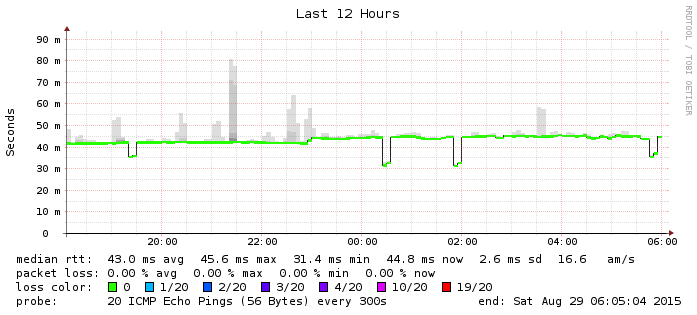 Last 12 Hours
RRDTOOL / TOBI OETIKER
Seconds
90 m
80 m
70 m
60 m
50 m
40 m
30 m
20 m
10 m
0
20:00 22:00 00:00 02:00 04:00 06:00
median rtt: 43.0 ms avg 45.6 ms max 31.4 ms min 44.8 ms now 2.6 ms sd 16.6 am/s
packet loss: 0.00 % avg 0.00 % max 0.00 % min 0.00 % now
loss color: 0 1/20 2/20 3/20 4/20 10/20 19/20
probe: 20 ICMP Echo Pings (56 Bytes) every 300s end: Sat Aug 29 06:05:04 2015